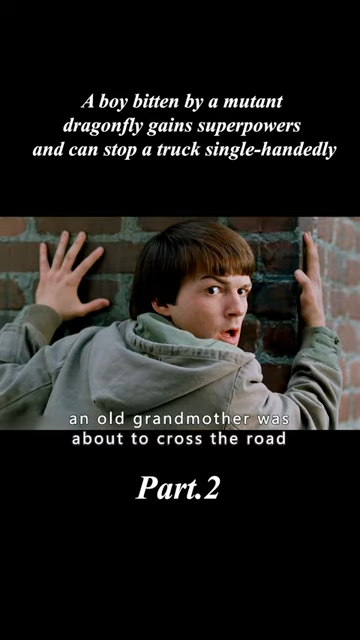 A boy bitten by a mutant
dragonfly gains superpowers
and can stop a truck single-handedly
an old grandmother was
about to cross the road
Part.2